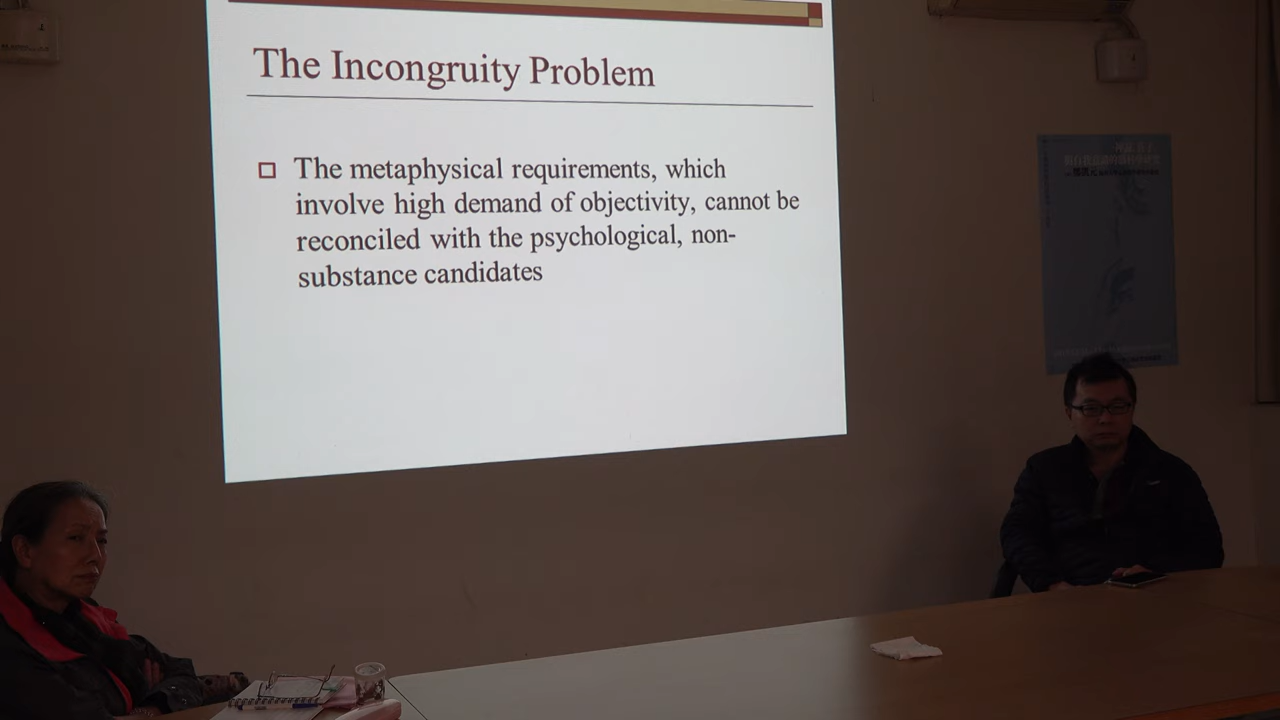 The Incongruity Problem
The metaphysical requirements, which
involve high demand of objectivity, cannot be
reconciled with the psychological, non-
substance candidates